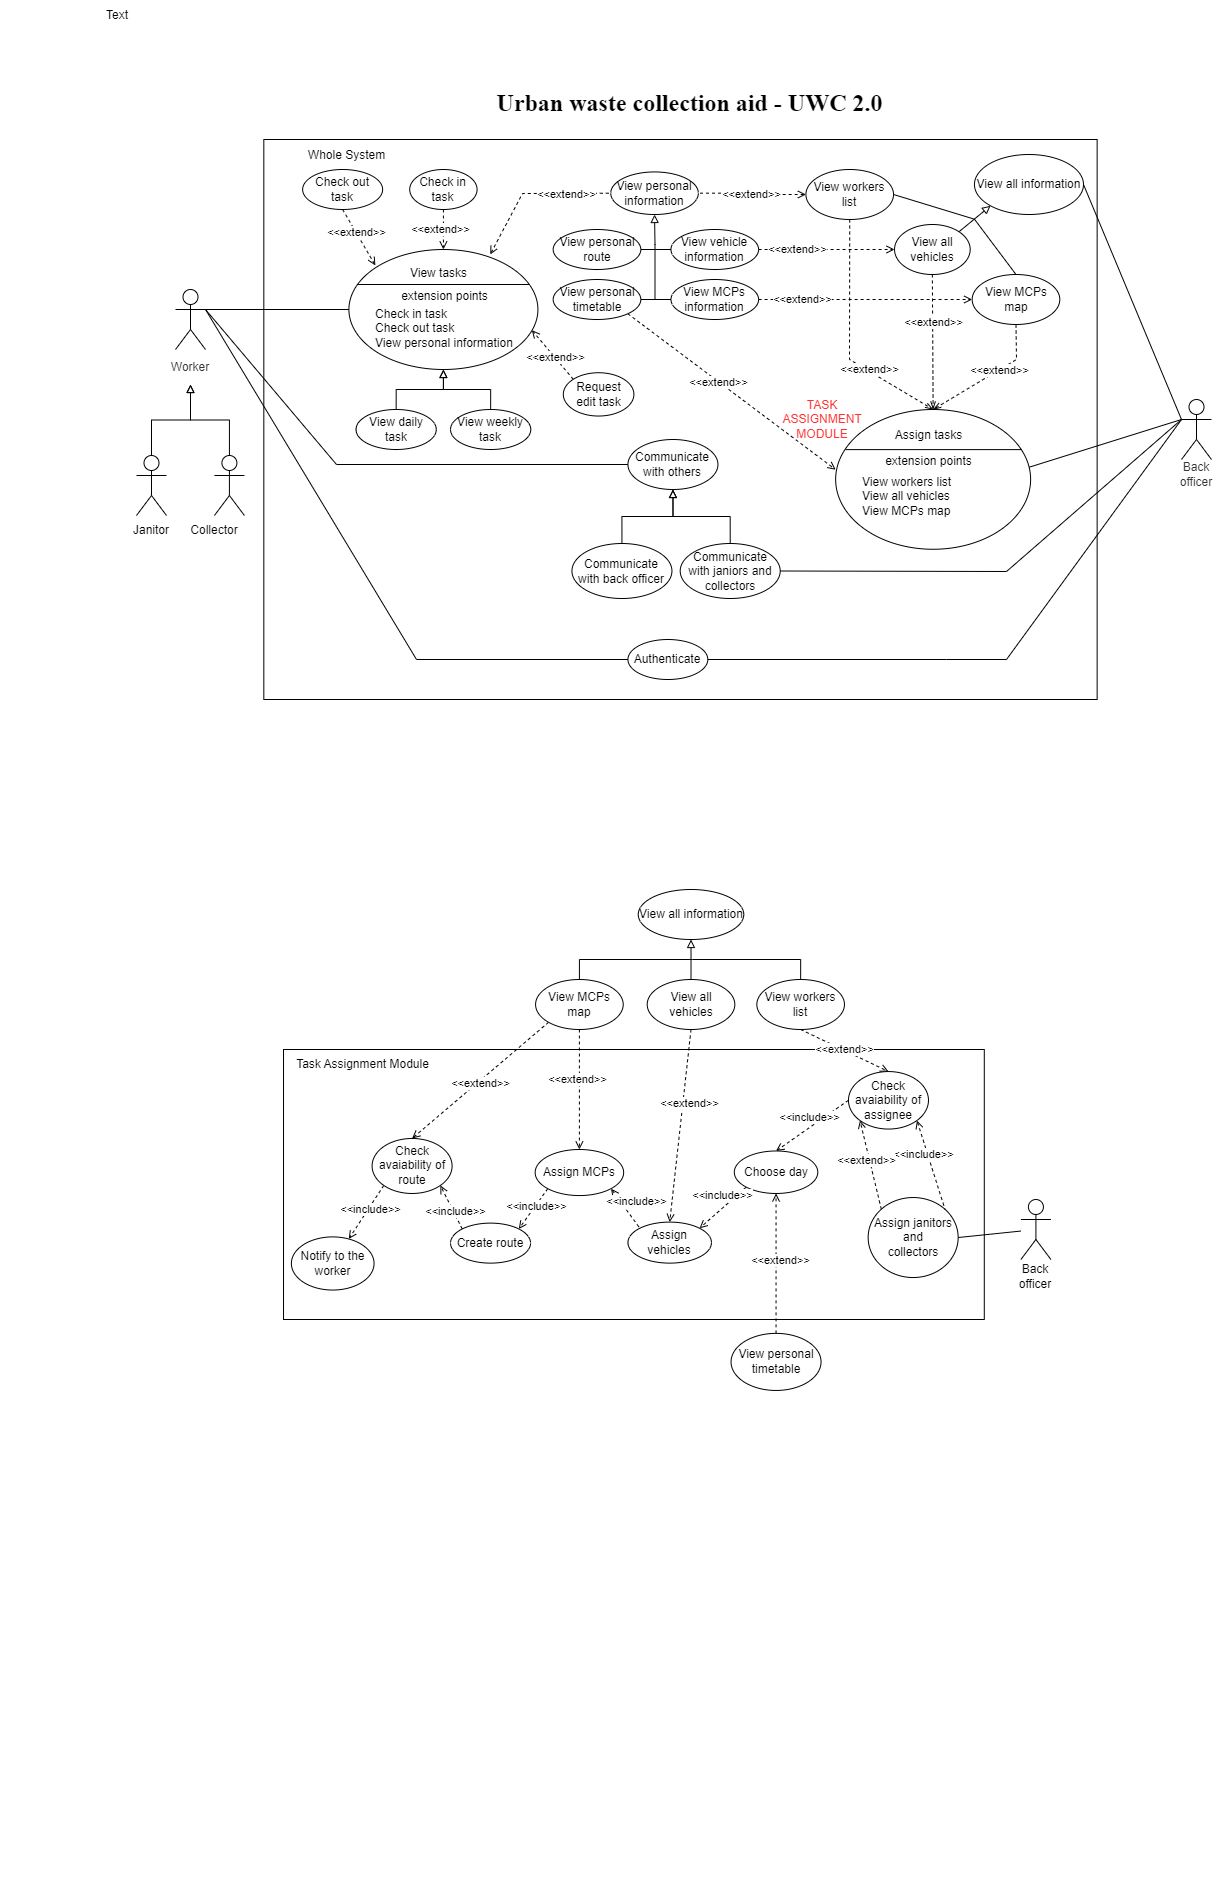 Text
Urban waste collection aid - UWC 2.0
Whole System
Check out
task
Check in
task
<<extend>>
<<extend>>
View tasks
extension points
Check in task
Check out task
View personal information
<<extend>>
View personal
information
<<extend>>
View workers
list
View all information
View personal
route
View vehicle
information
<<extend>>
View all
vehicles
View personal
timetable
View MCPs
information
<<extend>>
View MCPs
map
<<extend>>
<<extend>>
Request
edit task
<<extend>>
<<extend>>
<<extend>>
Worker
View daily
task
View weekly
task
TASK
ASSIGNMENT
MODULE
Assign tasks
extension points
View workers list
View all vehicles
View MCPs map
Back
officer
Janitor
Collector
Communicate
with others
Communicate
with back officer
Communicate
with janiors and
collectors
Authenticate
View all information
View MCPs
map
View all
vehicles
View workers
list
Task Assignment Module
<<extend>>
<<extend>>
<<extend>>
<<extend>>
Check
avaiability of
assignee
<<include>>
<<extend>>
<<include>>
Check
avaiability of
route
Assign MCPs
Choose day
<<include>>
<<include>>
<<include>>
<<include>>
<<include>>
Notify to the
worker
Create route
Assign
vehicles
<<extend>>
Assign janitors
and
collectors
Back
officer
View personal
timetable